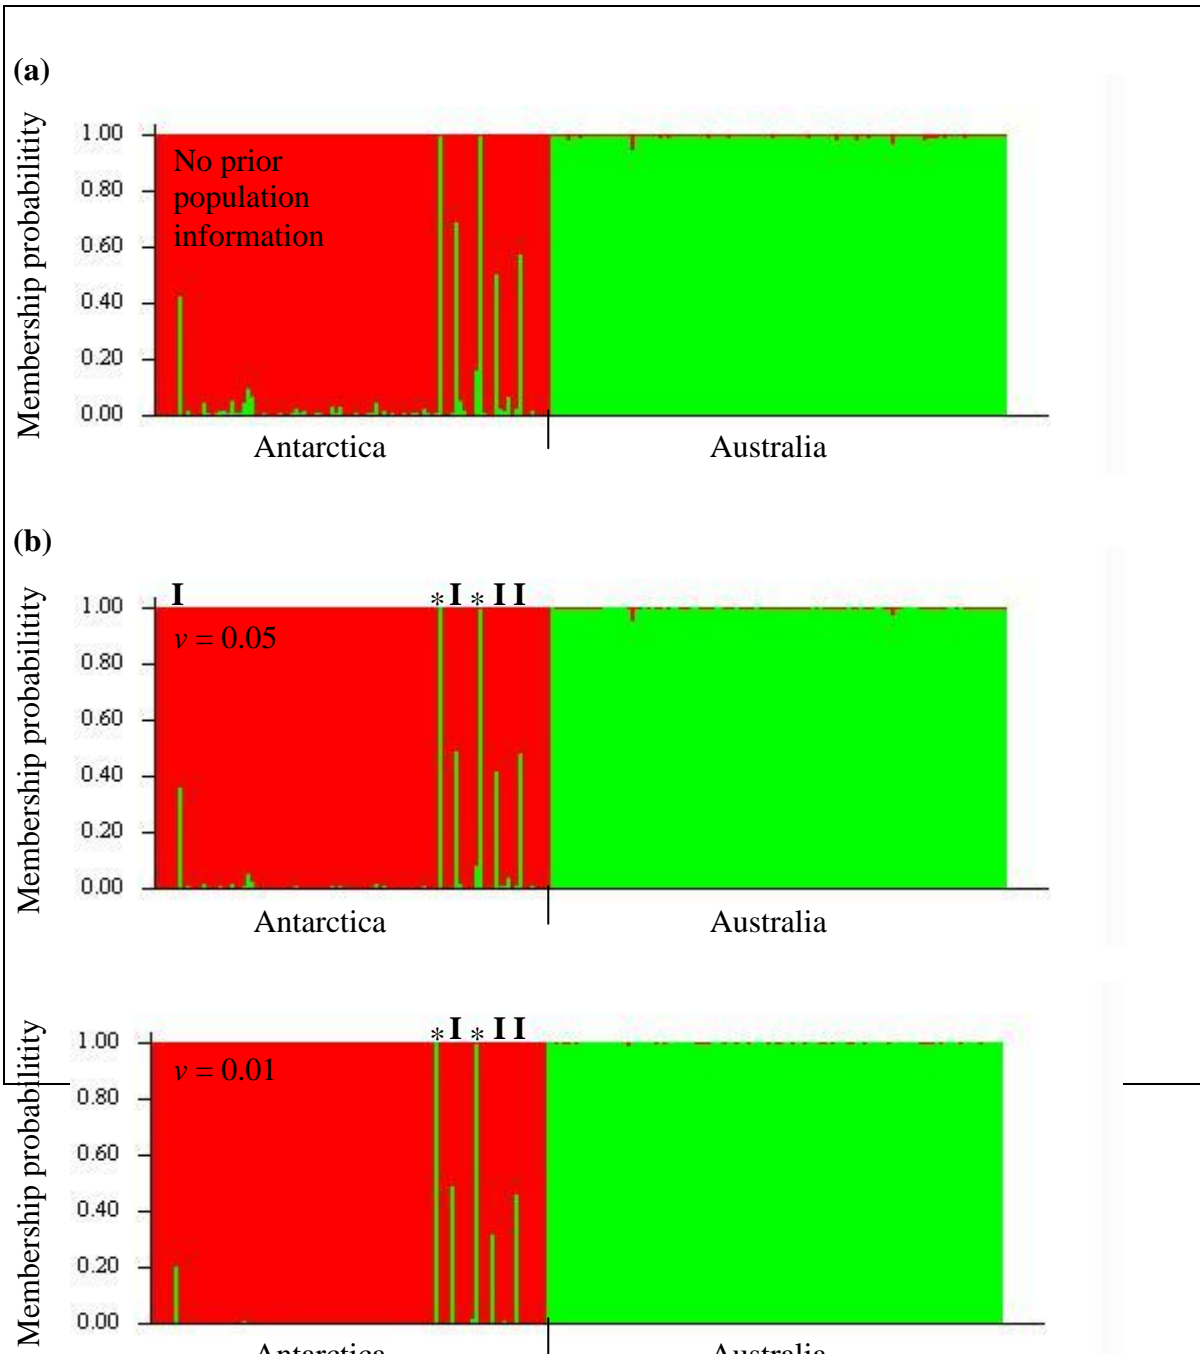 (a)
Membership probabilitity
1.00
0.80
0.60
0.40
0.20
0.00
No prior
population
information
Antarctica
Australia
(b)
Membership probabilitity
I * I * I I
1.00
0.80
0.60
0.40
0.20
0.00
v = 0.05
Antarctica
Australia
Membership probabilitity
* I * I I
1.00
0.80
0.60
0.40
0.20
0.00
v = 0.01
Antarctica
Australia